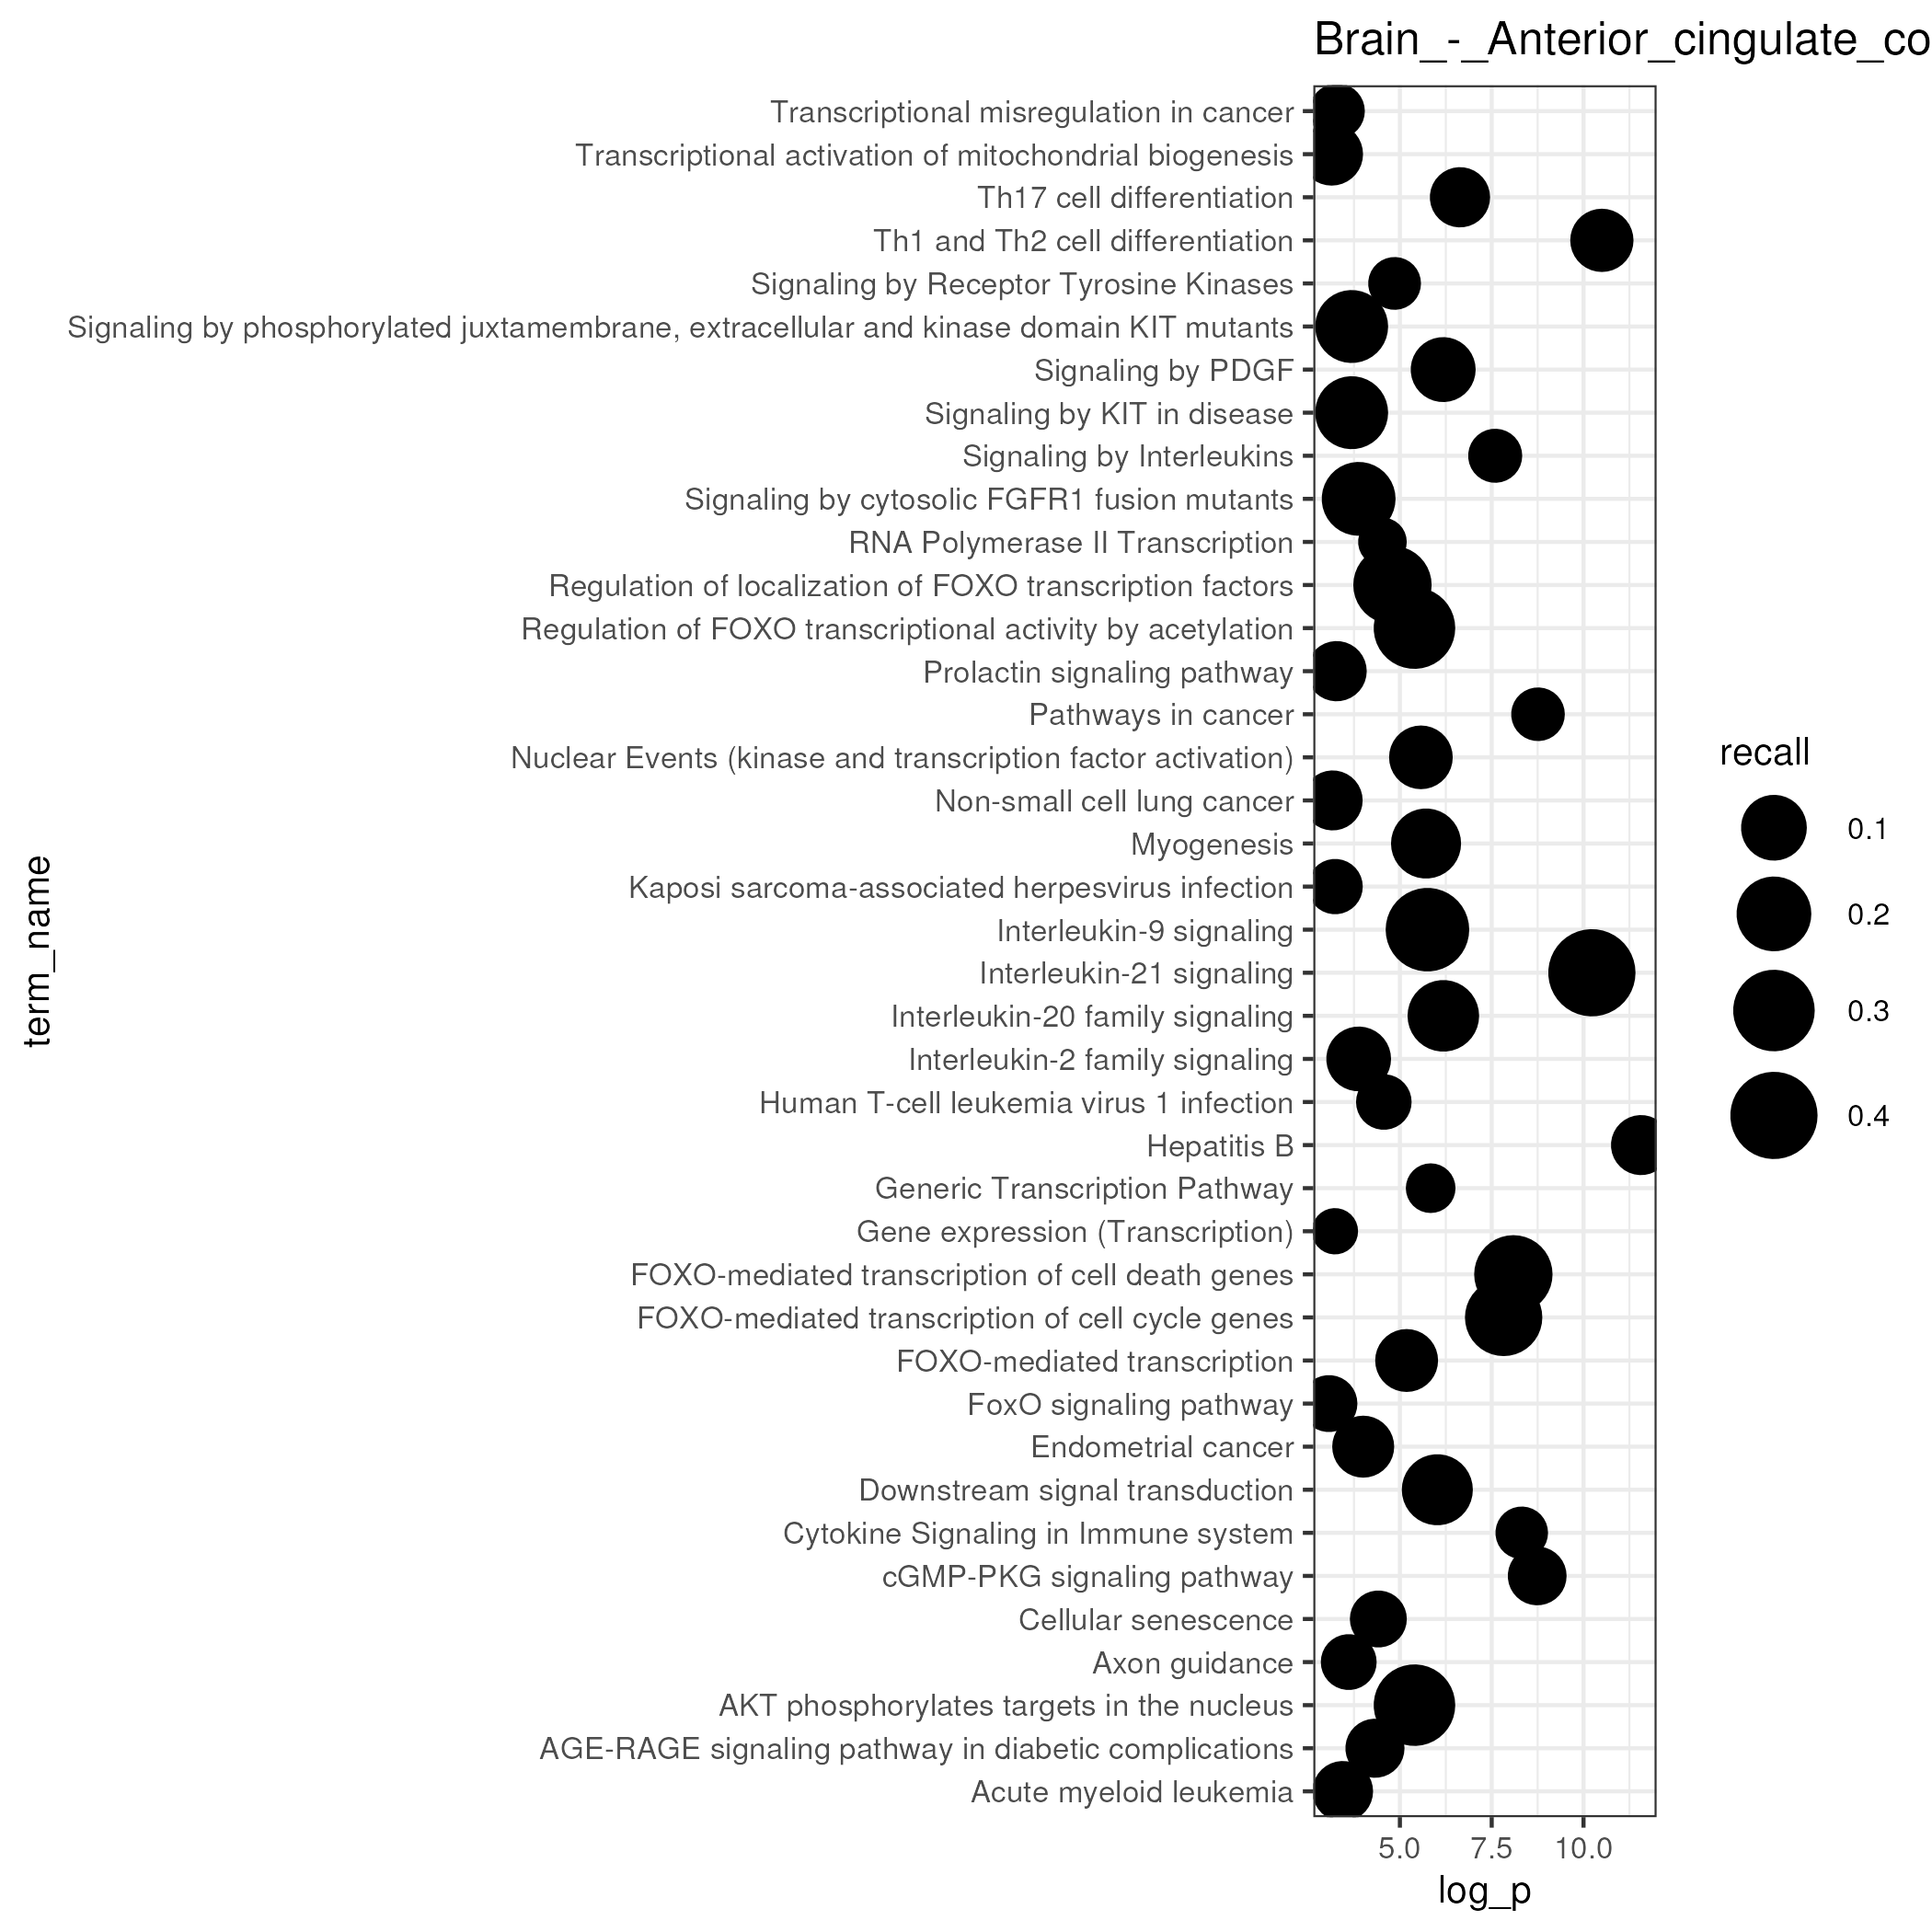 Brain_-_Anterior_cingulate_co
Transcriptional misregulation in cancer
Transcriptional activation of mitochondrial biogenesis
Th17 cell differentiation
Th1 and Th2 cell differentiation
Signaling by Receptor Tyrosine Kinases
Signaling by phosphorylated juxtamembrane, extracellular and kinase domain KIT mutants
Signaling by PDGF
Signaling by KIT in disease
Signaling by Interleukins
Signaling by cytosolic FGFR1 fusion mutants
RNA Polymerase II Transcription
Regulation of localization of FOXO transcription factors
Regulation of FOXO transcriptional activity by acetylation
Prolactin signaling pathway
Pathways in cancer
Nuclear Events (kinase and transcription factor activation)
Non-small cell lung cancer
Myogenesis
Kaposi sarcoma-associated herpesvirus infection
Interleukin-9 signaling
Interleukin-21 signaling
Interleukin-20 family signaling
Interleukin-2 family signaling
Human T-cell leukemia virus 1 infection
Hepatitis B
Generic Transcription Pathway
Gene expression (Transcription)
FOXO-mediated transcription of cell death genes
FOXO-mediated transcription of cell cycle genes
FOXO-mediated transcription
FoxO signaling pathway
Endometrial cancer
Downstream signal transduction
Cytokine Signaling in Immune system
cGMP-PKG signaling pathway
Cellular senescence
Axon guidance
AKT phosphorylates targets in the nucleus
AGE-RAGE signaling pathway in diabetic complications
Acute myeloid leukemia
term_name
5.0 7.5 10.0
log_p
recall
0.1
0.2
0.3
0.4